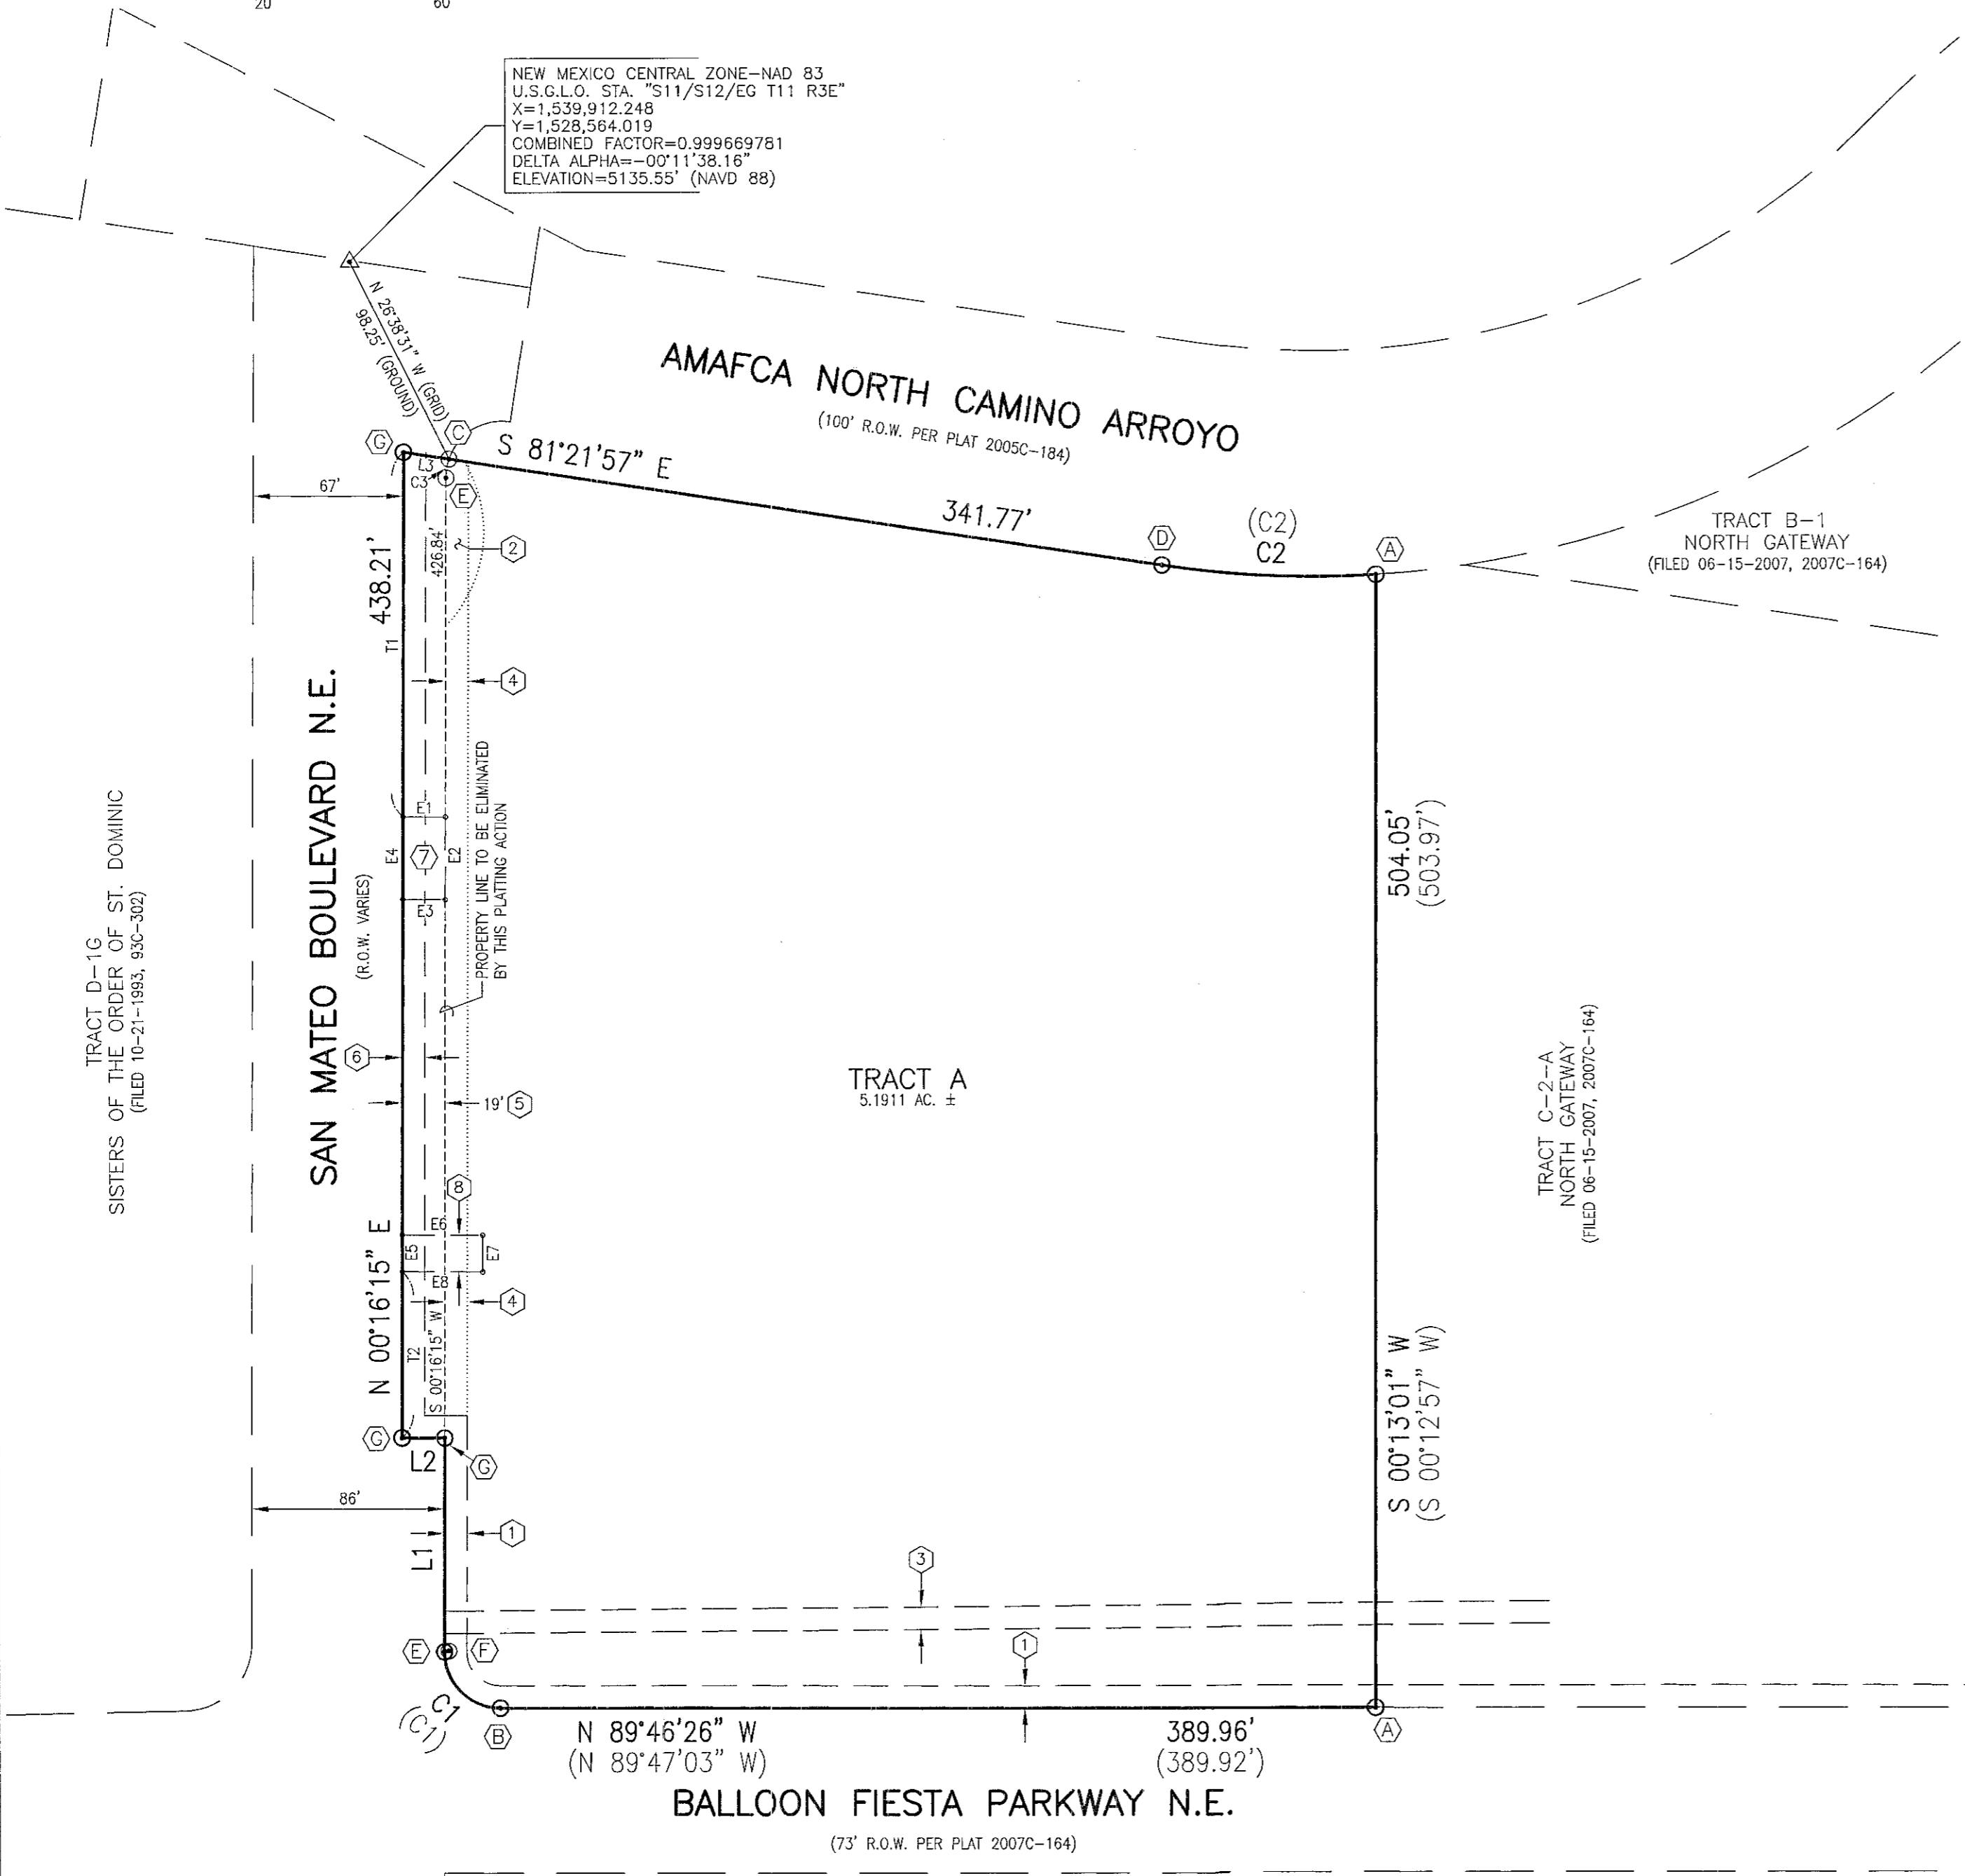 20
60
NEW MEXICO CENTRAL ZONE-NAD 83
U.S.G.L.O. STA. "S11/S12/EG T11 R3E"
X=1,539,912.248
Y=1,528,564.019
COMBINED FACTOR=0.999669781
DELTA ALPHA=-00°11'38.16"
ELEVATION=5135.55' (NAVD 88)
N 26°38'31" W (GRID)
98.25' (GROUND)
AMAFCA NORTH CAMINO ARROYO
(100' R.O.W. PER PLAT 2005C-184)
G
C
L3
C3
E
S 81°21'57" E
341.77'
D
(C2)
C2
A
TRACT B-1
NORTH GATEWAY
(FILED 06-15-2007, 2007C-164)
67'
438.21'
426.84'
2
T1
4
SAN MATEO BOULEVARD N.E.
(R.O.W. VARIES)
E1
E4
7
E2
E3
PROPERTY LINE TO BE ELIMINATED
BY THIS PLATTING ACTION
504.05'
(503.97')
TRACT D-1G
SISTERS OF THE ORDER OF ST. DOMINIC
(FILED 10-21-1993, 93C-302)
6
19'
5
TRACT A
5.1911 AC. ±
TRACT C-2-A
NORTH GATEWAY
(FILED 06-15-2007, 2007C-164)
8
E6
E5
E7
E8
4
N 00°16'15" E
T2
S 00°16'15" W
S 00°13'01" W
(S 00°12'57" W)
G
L2
G
86'
1
L1
3
E
F
1
C1
(C1)
B
A
N 89°46'26" W
(N 89°47'03" W)
389.96'
(389.92')
BALLOON FIESTA PARKWAY N.E.
(73' R.O.W. PER PLAT 2007C-164)